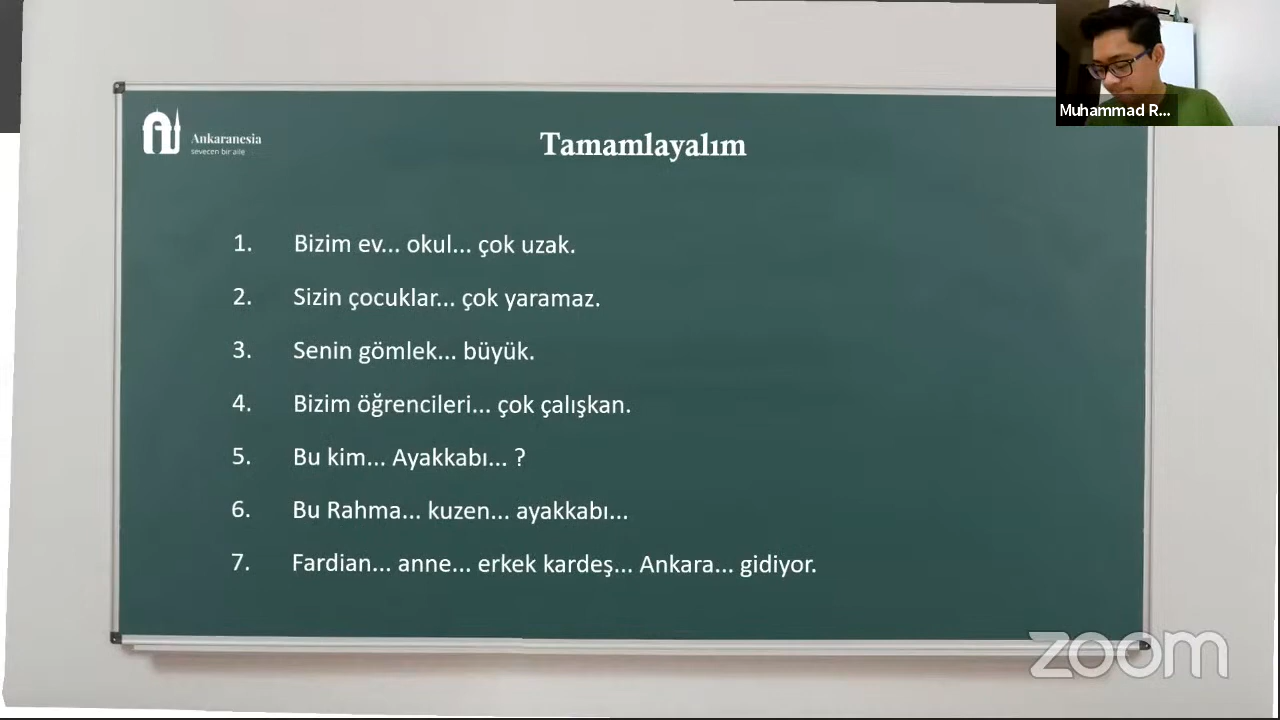 Muhammad R...
Ankaranesia
sevecen bir aile
Tamamlayalım
1. Bizim ev... okul... çok uzak.
2. Sizin çocuklar... çok yaramaz.
3. Senin gömlek... büyük.
4. Bizim öğrencileri... çok çalışkan.
5. Bu kim... Ayakkabı... ?
6. Bu Rahma... kuzen... ayakkabı...
7. Fardian... anne... erkek kardeş... Ankara... gidiyor.
zoom